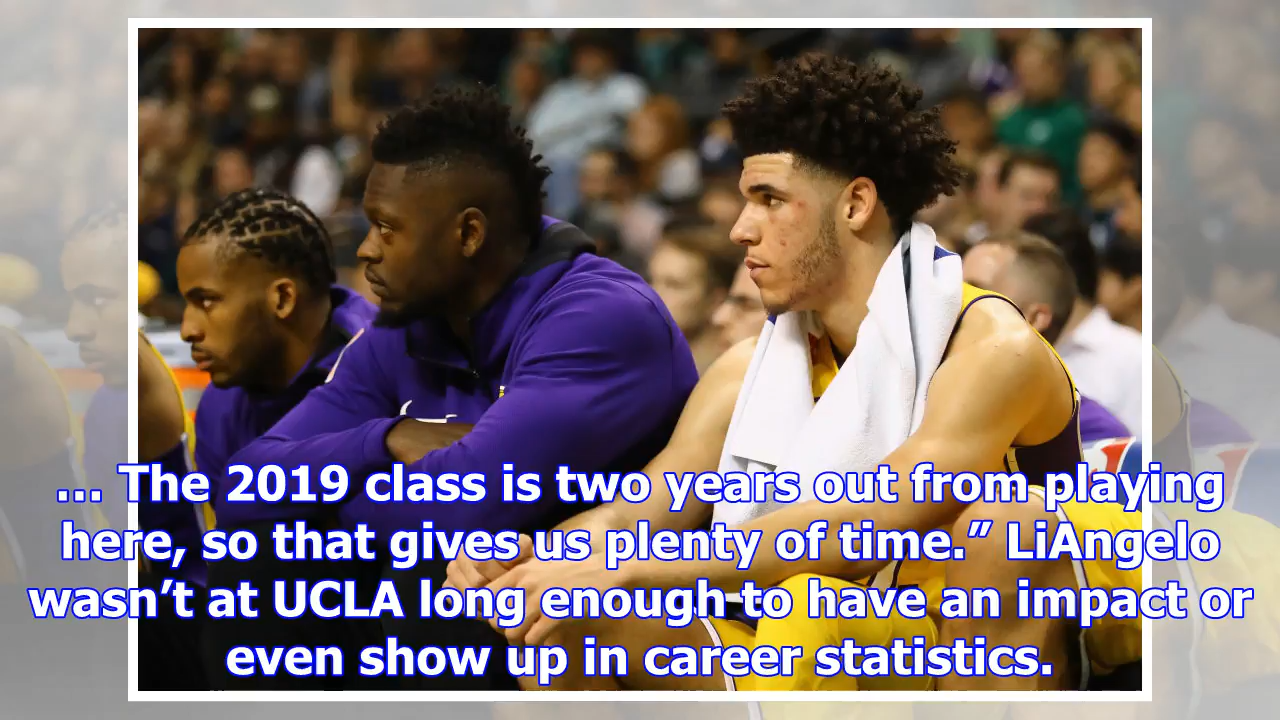 ... The 2019 class is two years out from playing
here, so that gives us plenty of time.” LiAngelo
wasn’t at UCLA long enough to have an impact or
even show up in career statistics.